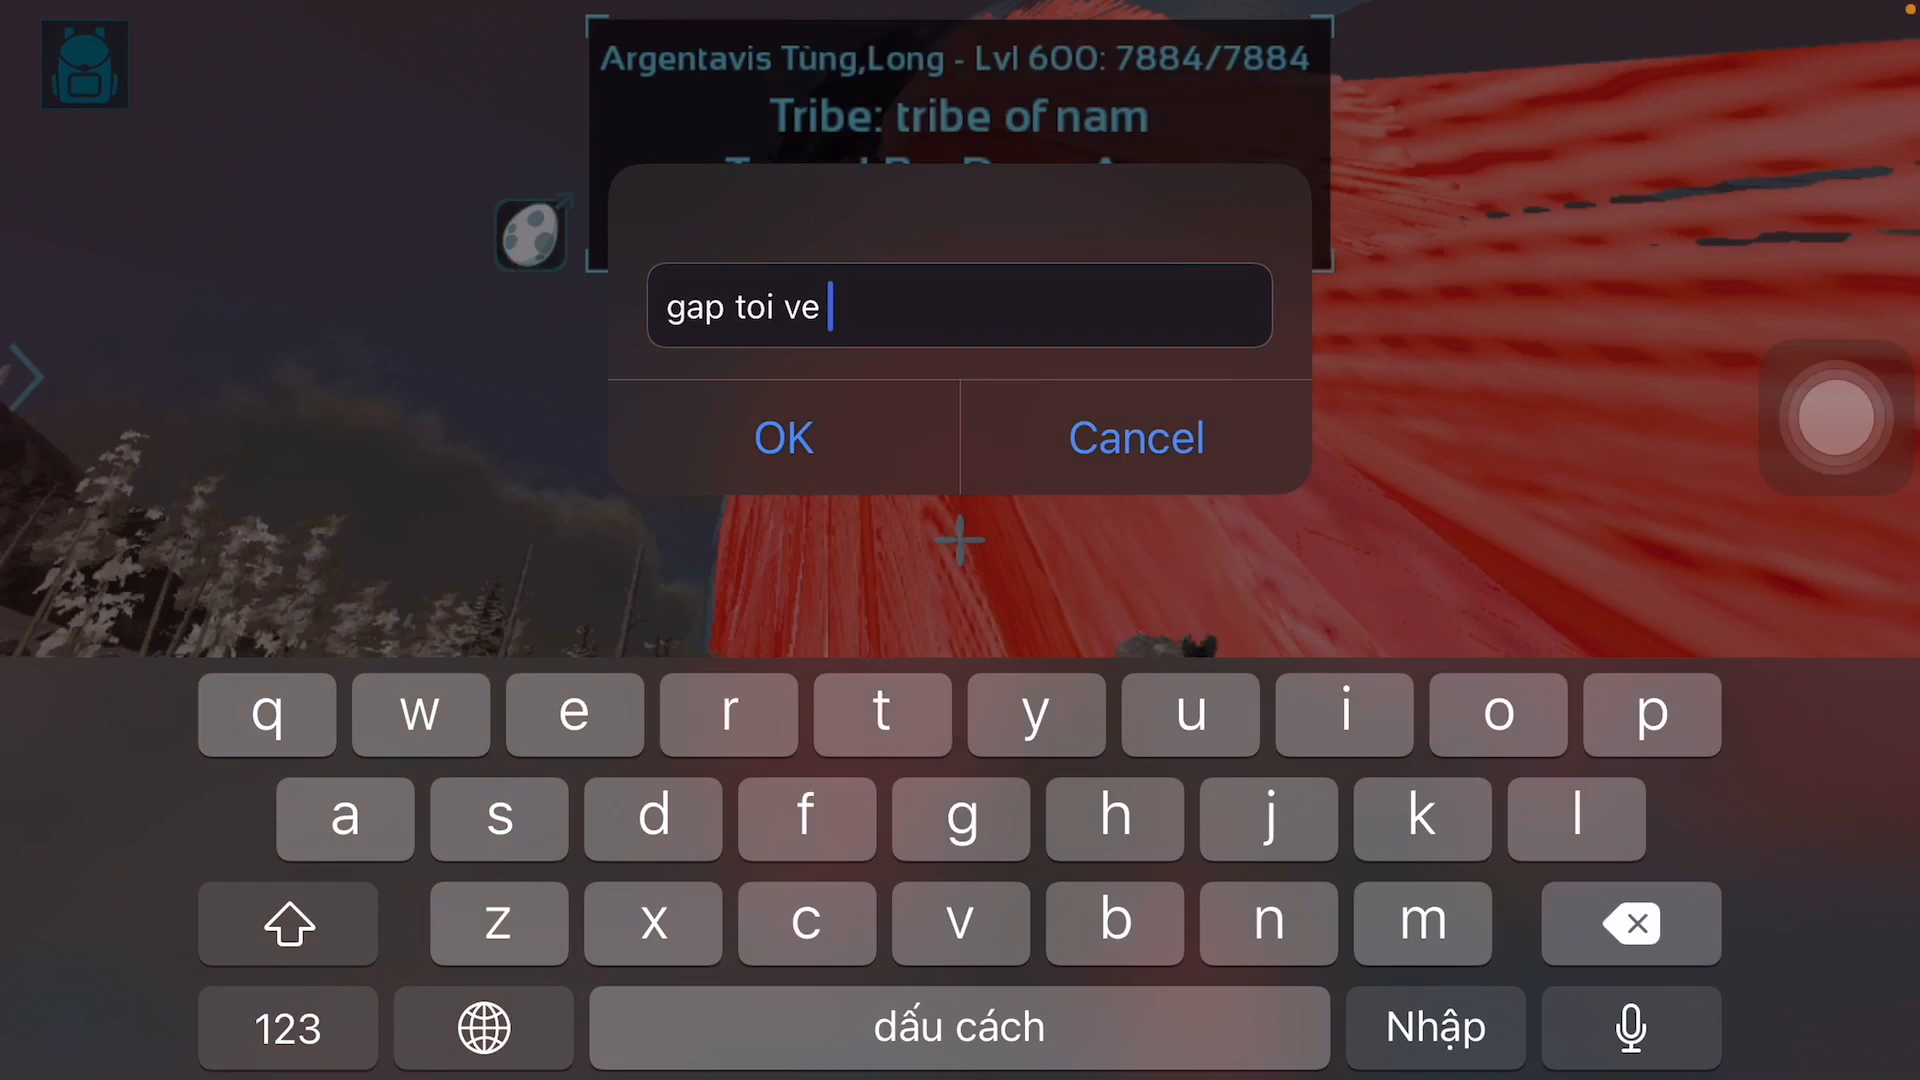 Argentavis Tùng,Long - Lvl 600: 7884/7884
Tribe: tribe of nam
gap toi ve
OK Cancel
q w e r t y u i o p
a s d f g h j k l
z x c v b n m
123 dấu cách Nhập